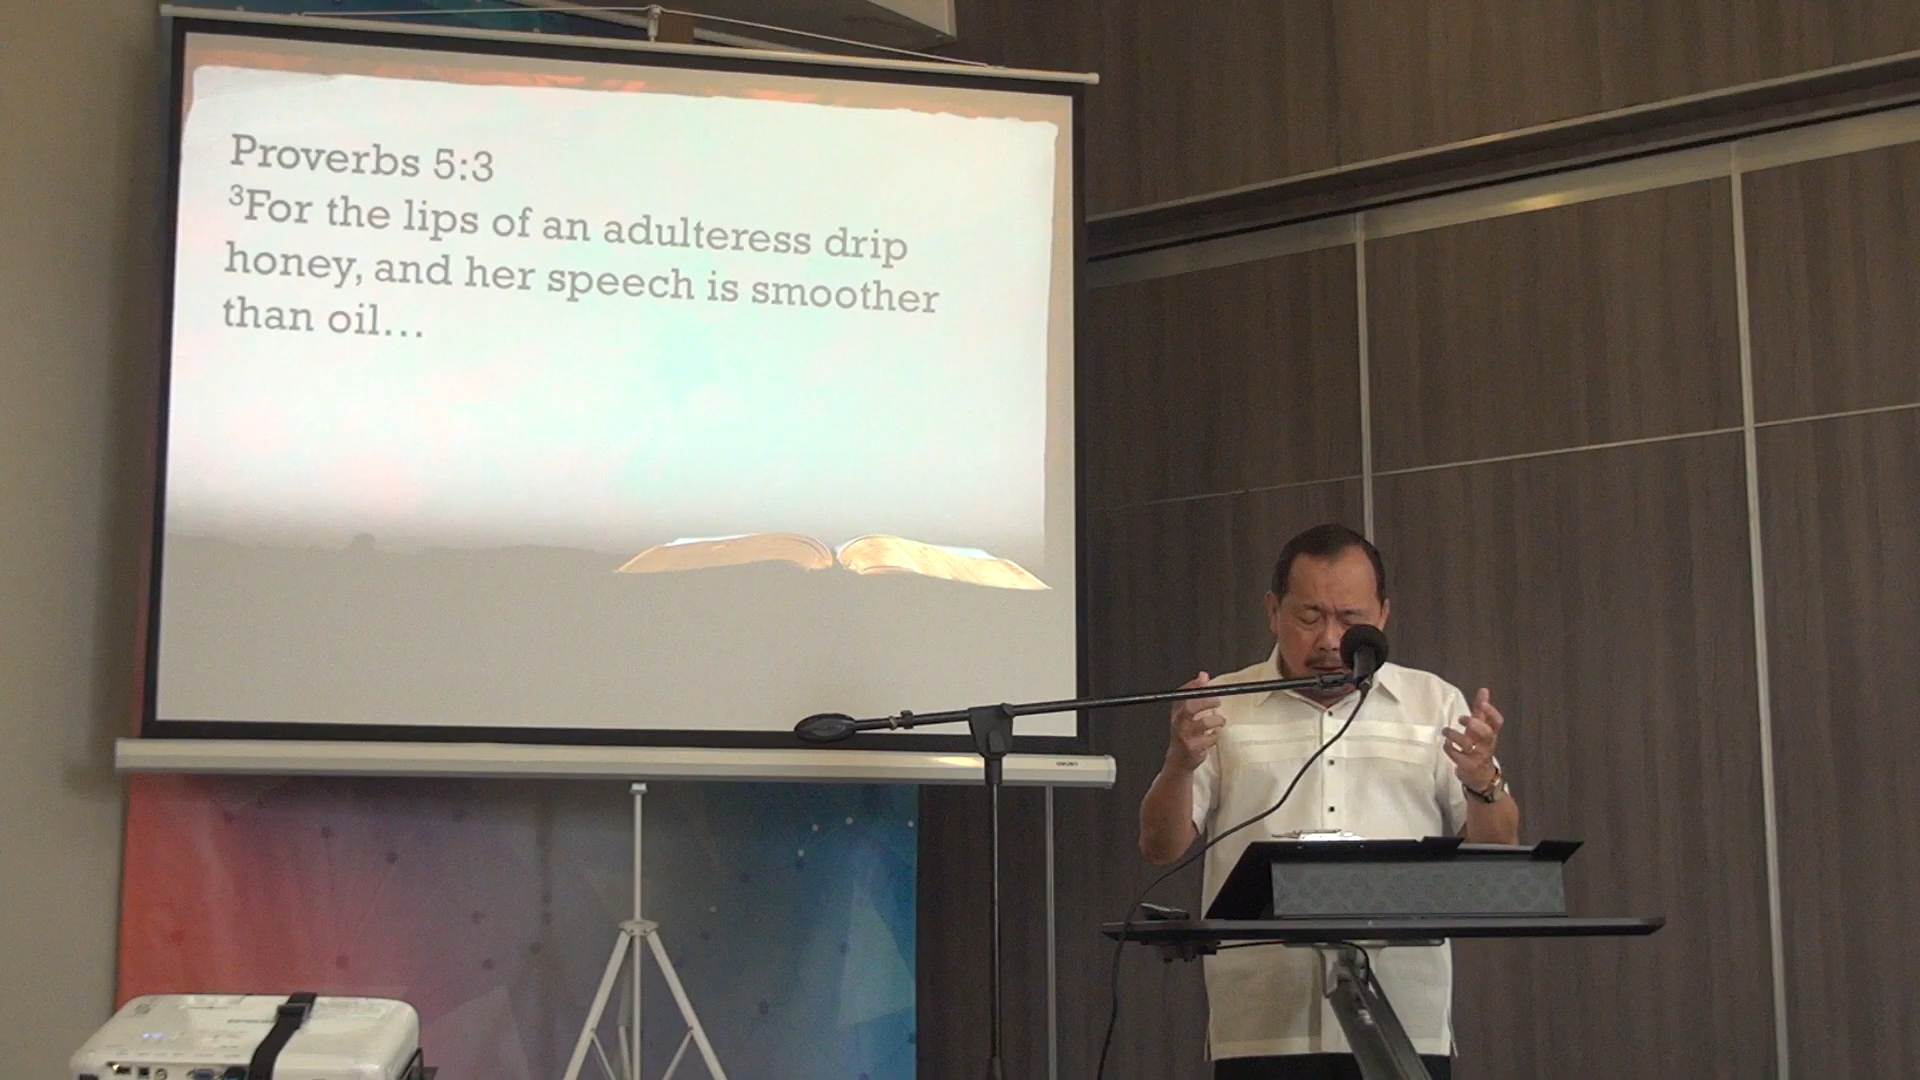 Proverbs 5:3
³For the lips of an adulteress drip
honey, and her speech is smoother
than oil…